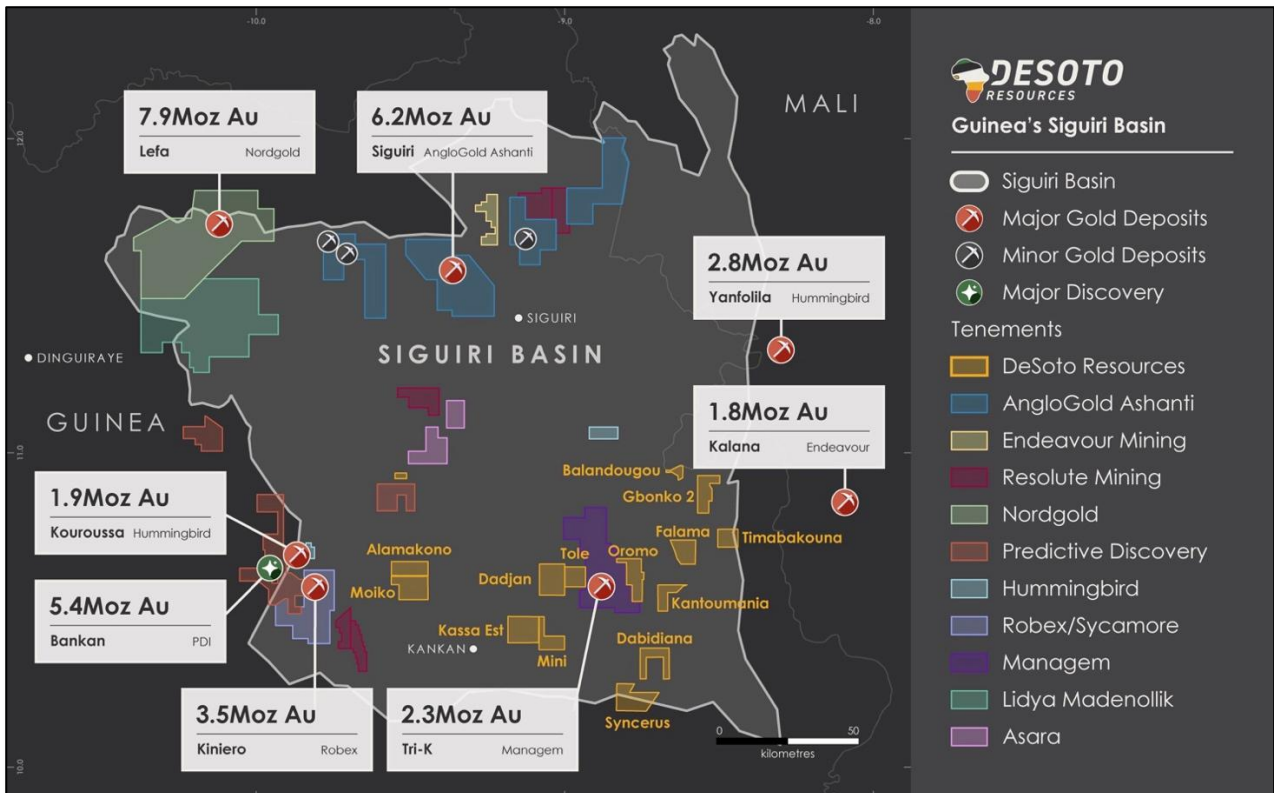 -10.0
-9.0
-8.0
12.0
11.0
10.0
MALI
GUINEA
SIGUIRI BASIN
7.9Moz Au
Lefa Nordgold
6.2Moz Au
Siguiri AngloGold Ashanti
2.8Moz Au
Yanfolila Hummingbird
1.8Moz Au
Kalana Endeavour
1.9Moz Au
Kouroussa Hummingbird
5.4Moz Au
Bankan PDI
3.5Moz Au
Kiniero Robex
2.3Moz Au
Tri-K Managem
SIGUIRI
DINGUIRAYE
KANKAN
Balandougou
Gbonko 2
Falama
Timabakouna
Alamakono
Moiko
Dadjan
Tole
Oromo
Kantoumania
Kassa Est
Mini
Dabidiana
Syncerus
0 50
kilometres
DESOTO
RESOURCES
Guinea's Siguiri Basin
Siguiri Basin
Major Gold Deposits
Minor Gold Deposits
Major Discovery
Tenements
DeSoto Resources
AngloGold Ashanti
Endeavour Mining
Resolute Mining
Nordgold
Predictive Discovery
Hummingbird
Robex/Sycamore
Managem
Lidya Madenollik
Asara